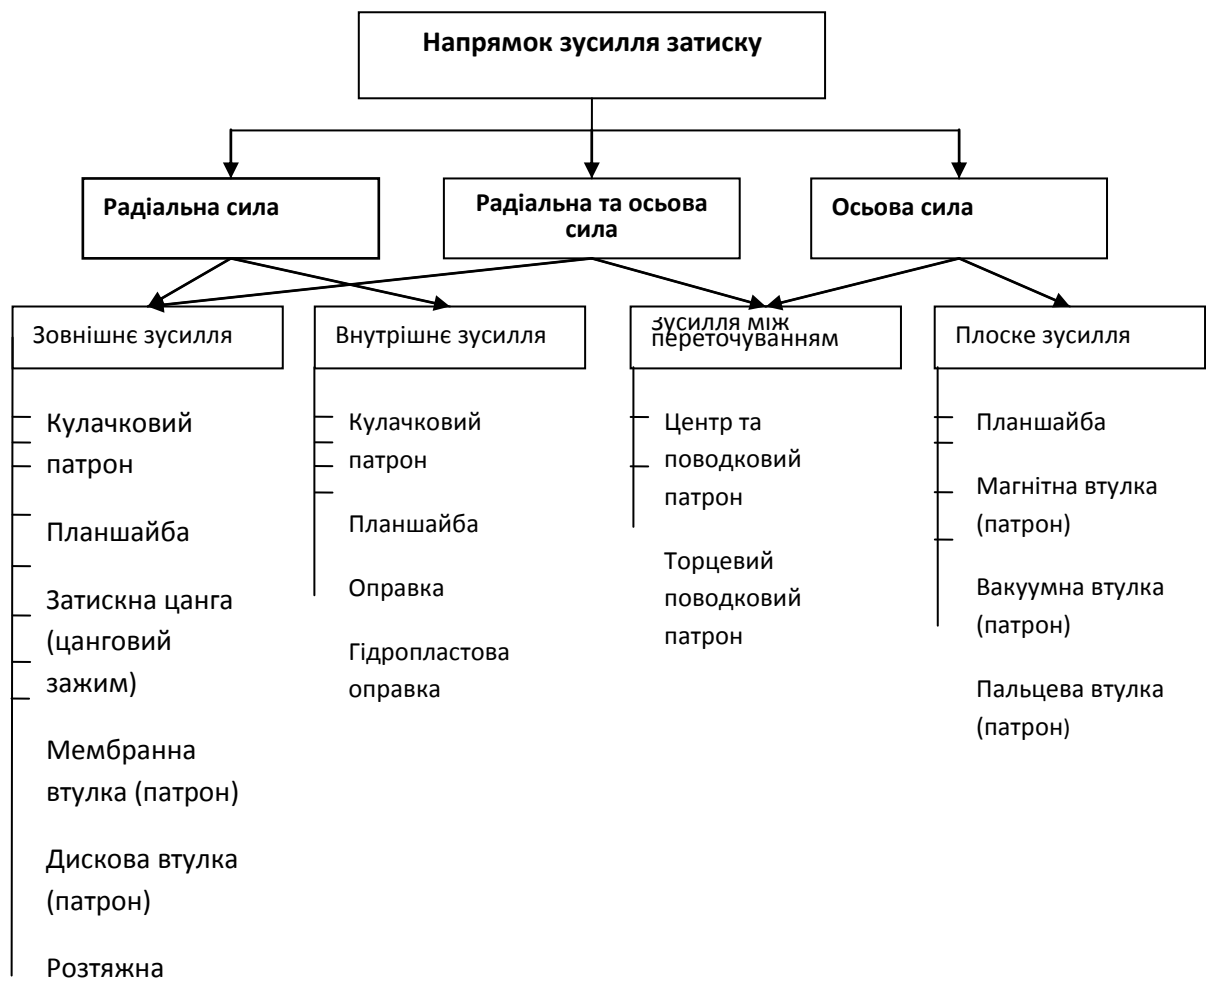 Напрямок зусилля затиску
Радіальна сила
Радіальна та осьова
сила
Осьова сила
Зовнішнє зусилля
Внутрішнє зусилля
Зусилля між
переточуванням
Плоске зусилля
Кулачковий
патрон
Планшайба
Затискна цанга
(цанговий
зажим)
Мембранна
втулка (патрон)
Дискова втулка
(патрон)
Розтяжна
Кулачковий
патрон
Планшайба
Оправка
Гідропластова
оправка
Центр та
поводковий
патрон
Торцевий
поводковий
патрон
Планшайба
Магнітна втулка
(патрон)
Вакуумна втулка
(патрон)
Пальцева втулка
(патрон)